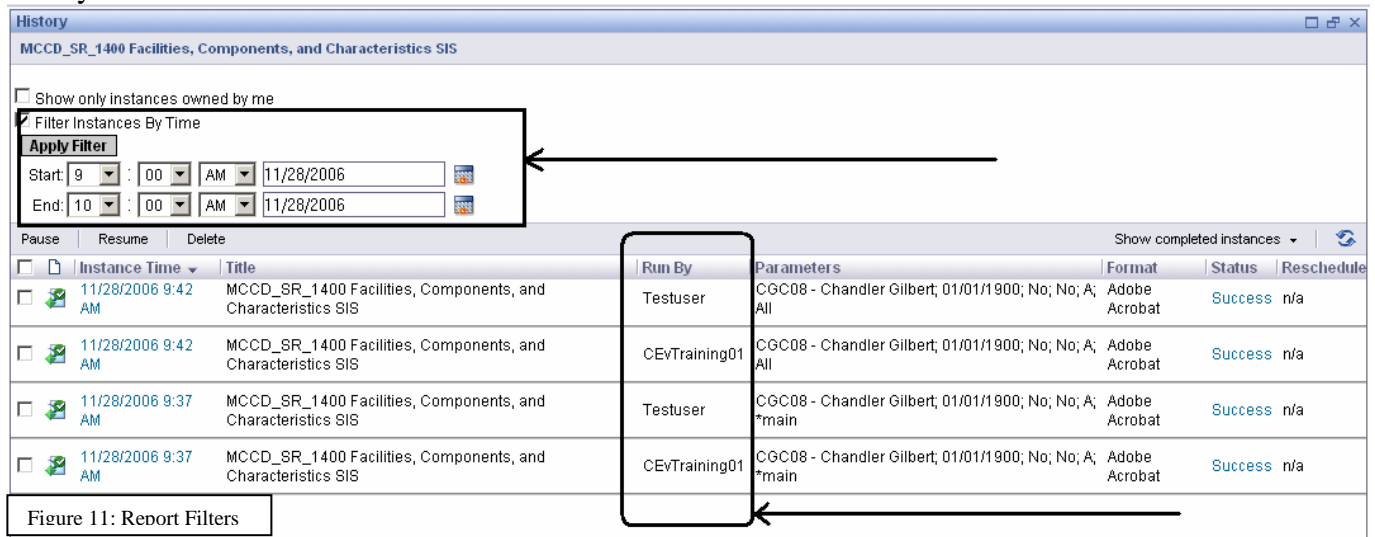 History
MCCD_SR_1400 Facilities, Components, and Characteristics SIS
Show only instances owned by me
Filter Instances By Time
Apply Filter
Start: 9 : 00 AM 11/28/2006
End: 10 : 00 AM 11/28/2006
Pause Resume Delete Show completed instances
Instance Time Title Run By Parameters Format Status Reschedule
11/28/2006 9:42 MCCD_SR_1400 Facilities, Components, and Testuser CGC08 - Chandler Gilbert; 01/01/1900; No; No; A; Adobe Success n/a
AM Characteristics SIS All Acrobat
11/28/2006 9:42 MCCD_SR_1400 Facilities, Components, and CEvTraining01 CGC08 - Chandler Gilbert; 01/01/1900; No; No; A; Adobe Success n/a
AM Characteristics SIS All Acrobat
11/28/2006 9:37 MCCD_SR_1400 Facilities, Components, and Testuser CGC08 - Chandler Gilbert; 01/01/1900; No; No; A; Adobe Success n/a
AM Characteristics SIS *main Acrobat
11/28/2006 9:37 MCCD_SR_1400 Facilities, Components, and CEvTraining01 CGC08 - Chandler Gilbert; 01/01/1900; No; No; A; Adobe Success n/a
AM Characteristics SIS *main Acrobat
Figure 11: Report Filters